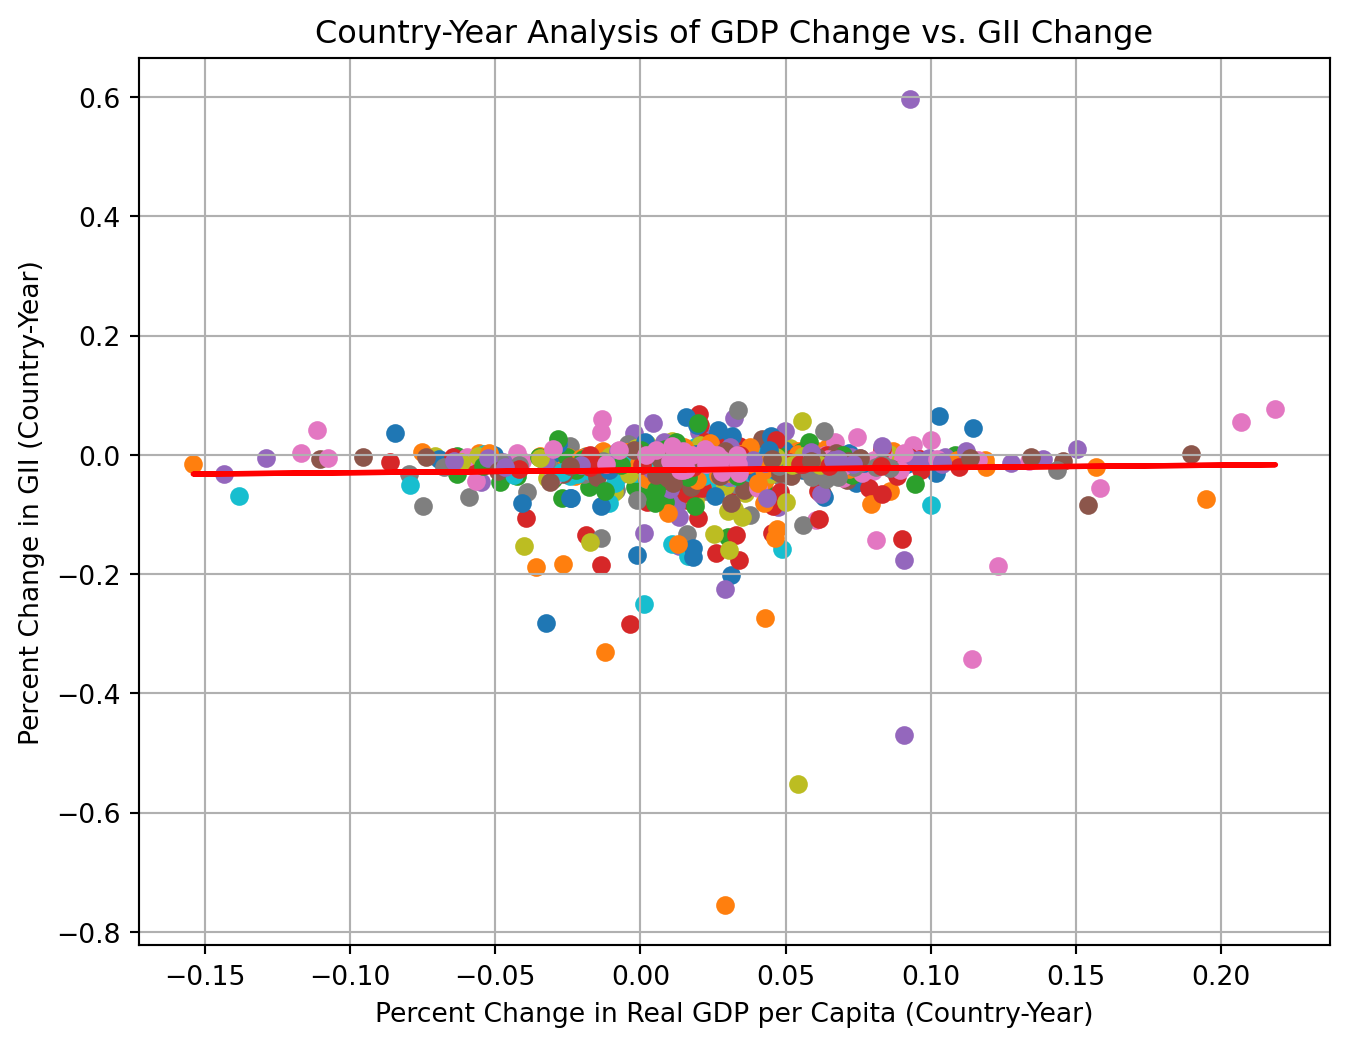 Country-Year Analysis of GDP Change vs. GII Change
Percent Change in GII (Country-Year)
0.6
0.4
0.2
0.0
−0.2
−0.4
−0.6
−0.8
−0.15 −0.10 −0.05 0.00 0.05 0.10 0.15 0.20
Percent Change in Real GDP per Capita (Country-Year)